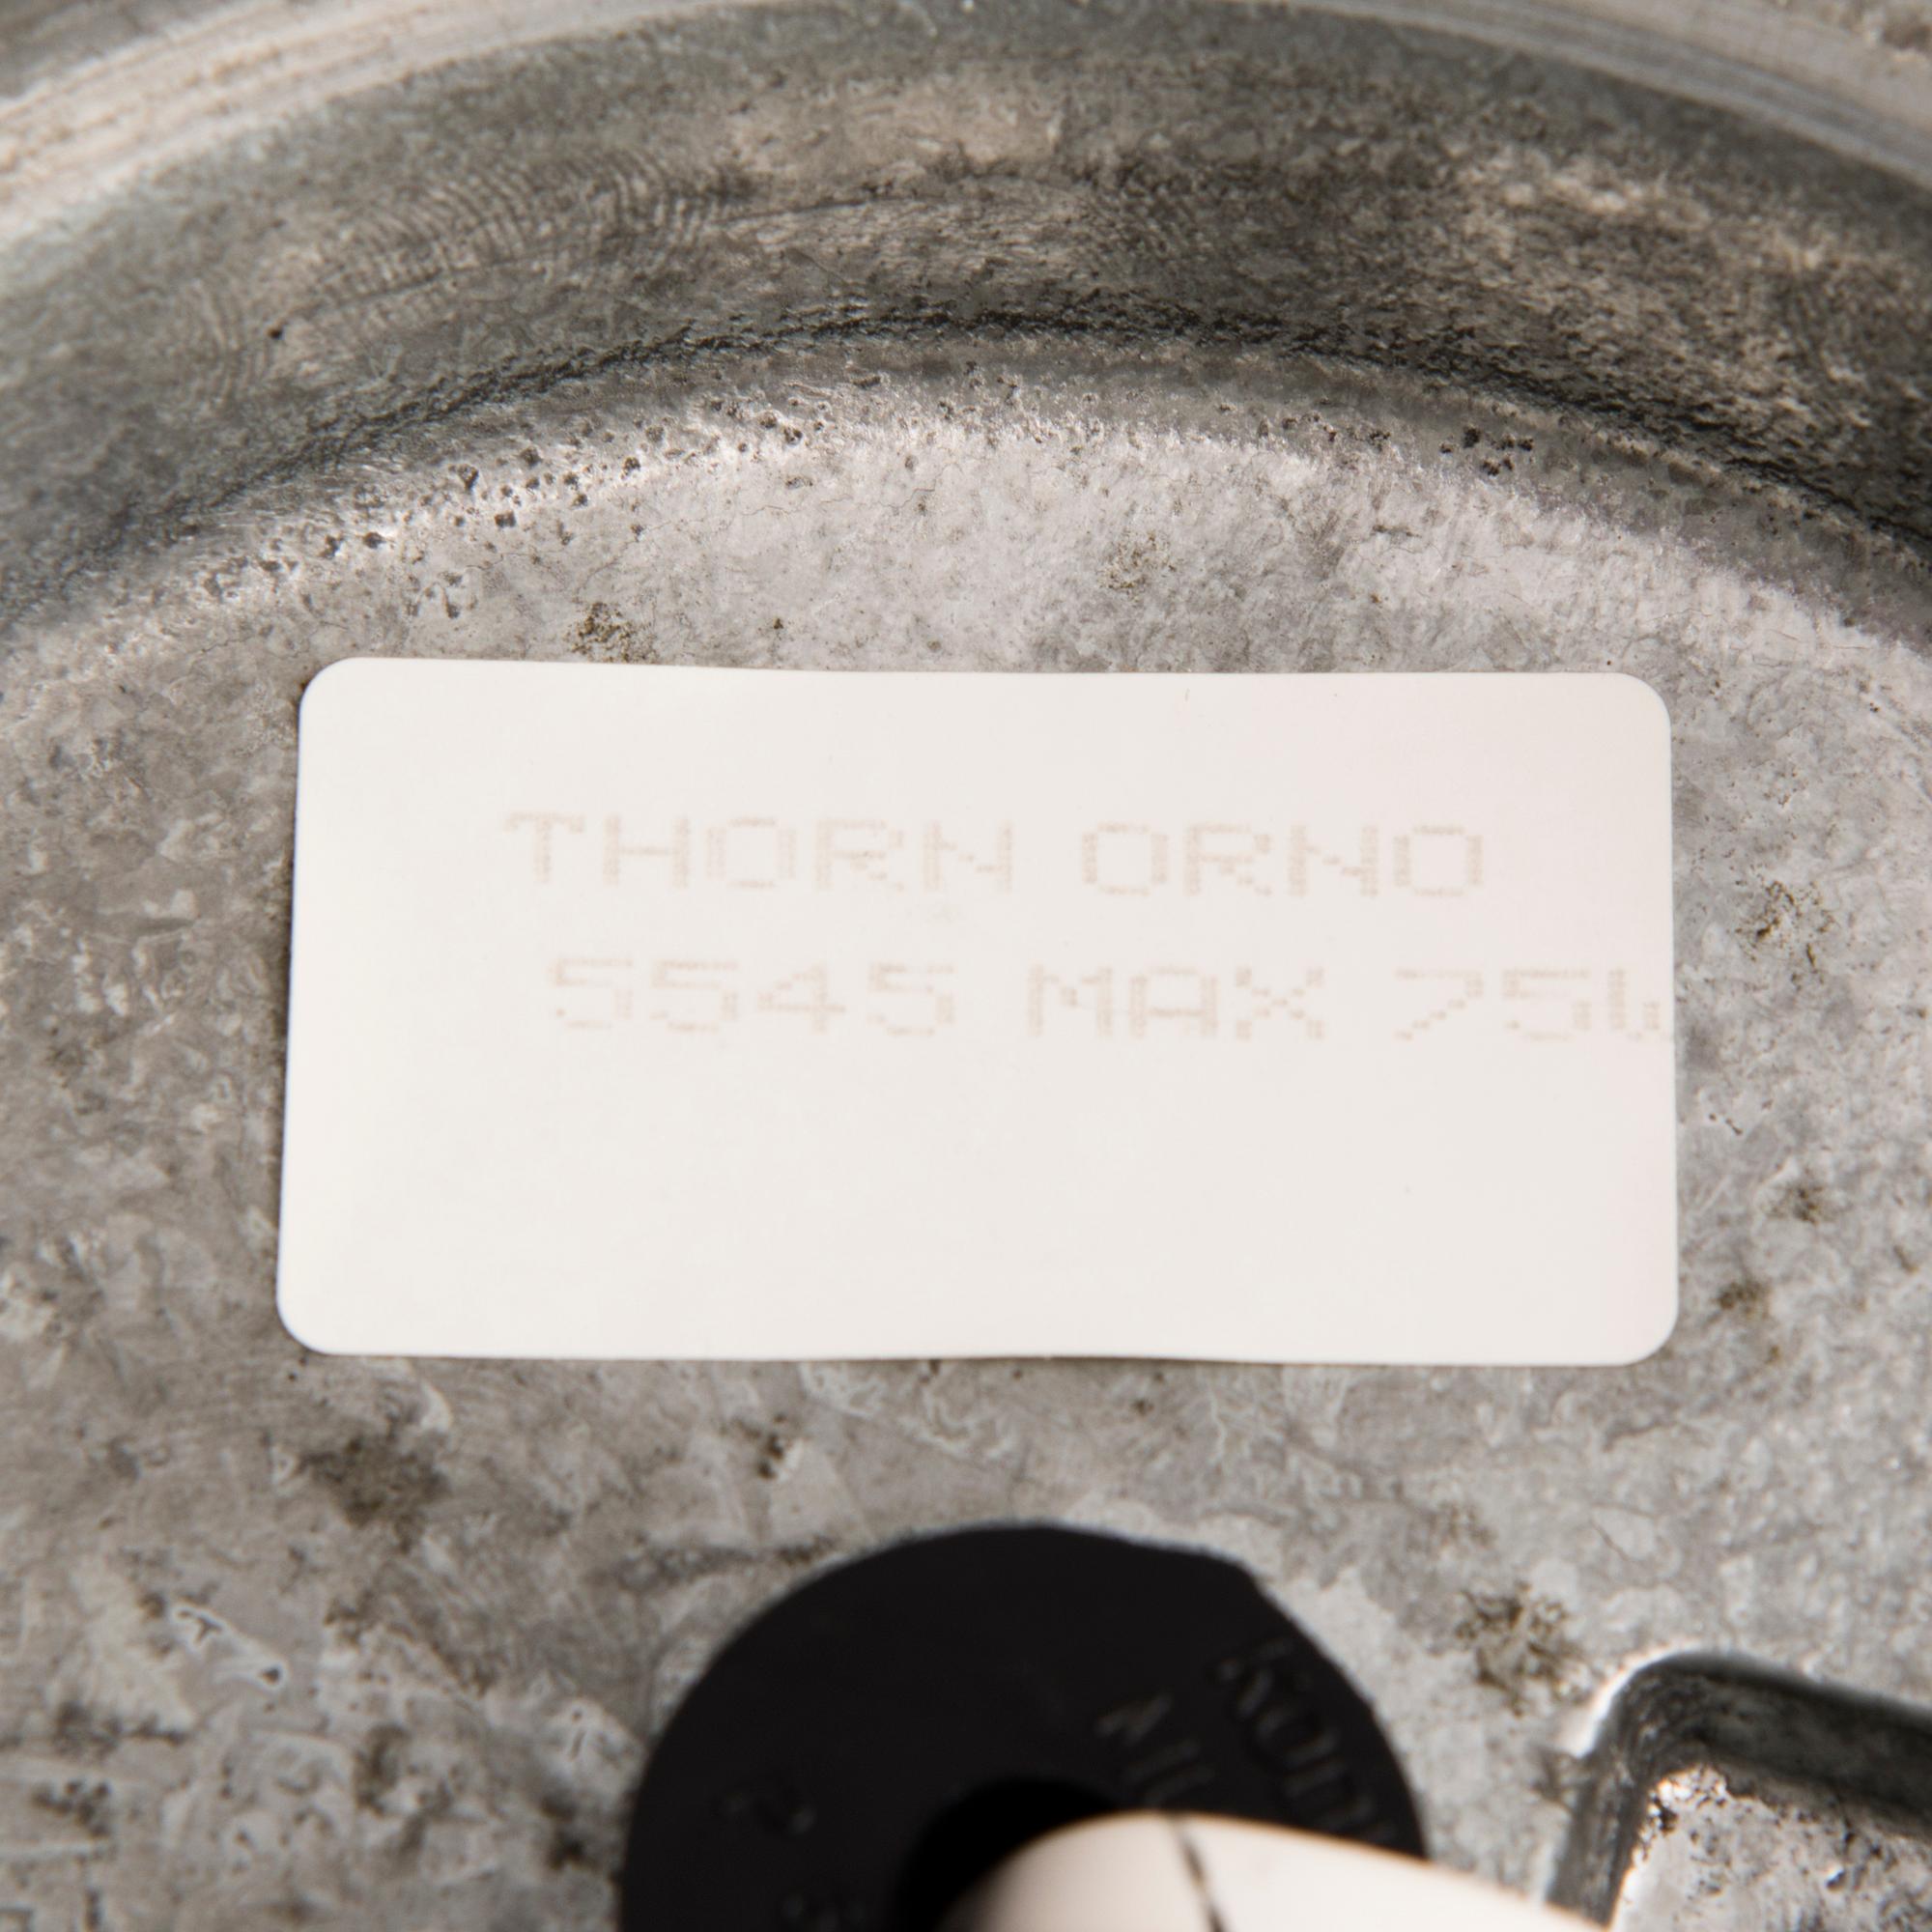 THORN ORNO
5545 MAX 75W